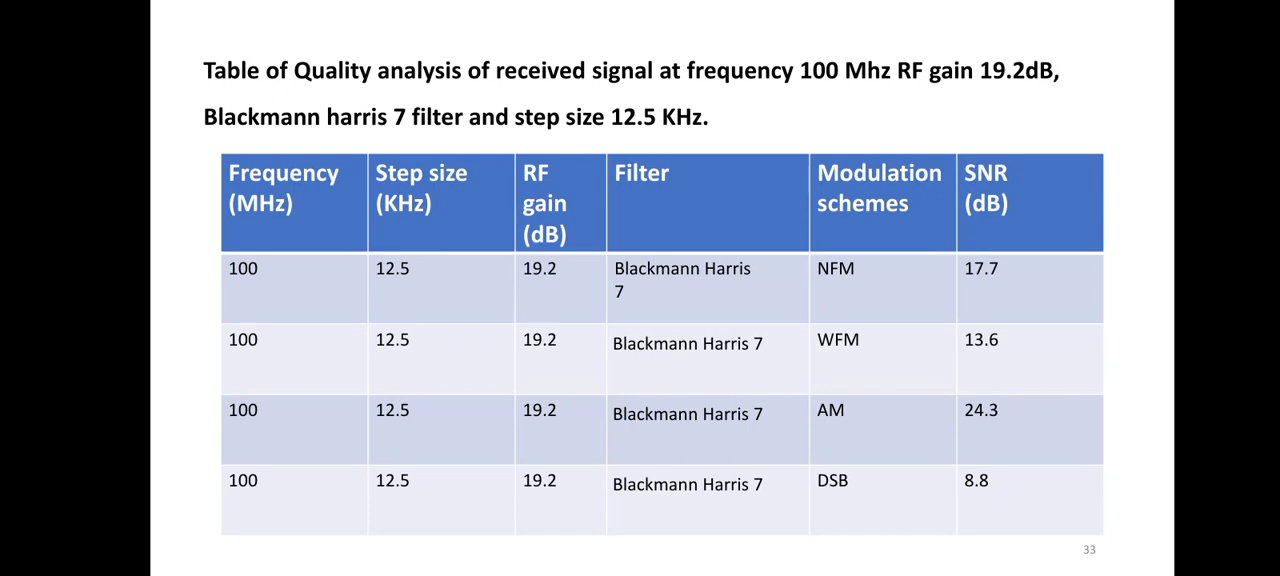 Table of Quality analysis of received signal at frequency 100 Mhz RF gain 19.2dB,
Blackmann harris 7 filter and step size 12.5 KHz.
Frequency (MHz) Step size (KHz) RF gain (dB) Filter Modulation schemes SNR (dB)
100 12.5 19.2 Blackmann Harris 7 NFM 17.7
100 12.5 19.2 Blackmann Harris 7 WFM 13.6
100 12.5 19.2 Blackmann Harris 7 AM 24.3
100 12.5 19.2 Blackmann Harris 7 DSB 8.8
33